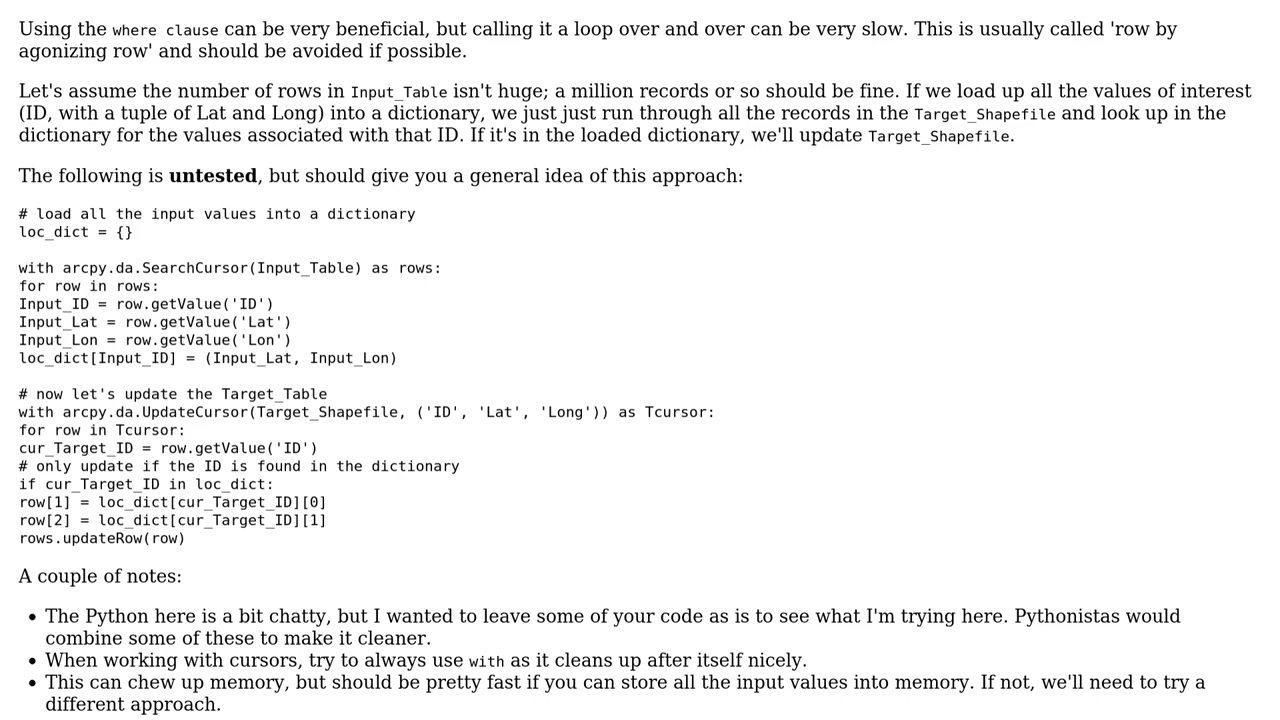 Using the where clause can be very beneficial, but calling it a loop over and over can be very slow. This is usually called 'row by
agonizing row' and should be avoided if possible.
Let's assume the number of rows in Input_Table isn't huge; a million records or so should be fine. If we load up all the values of interest
(ID, with a tuple of Lat and Long) into a dictionary, we just just run through all the records in the Target_Shapefile and look up in the
dictionary for the values associated with that ID. If it's in the loaded dictionary, we'll update Target_Shapefile.
The following is untested, but should give you a general idea of this approach:
# load all the input values into a dictionary
loc_dict = {}
with arcpy.da.SearchCursor(Input_Table) as rows:
for row in rows:
Input_ID = row.getValue('ID')
Input_Lat = row.getValue('Lat')
Input_Lon = row.getValue('Lon')
loc_dict[Input_ID] = (Input_Lat, Input_Lon)
# now let's update the Target_Table
with arcpy.da.UpdateCursor(Target_Shapefile, ('ID', 'Lat', 'Long')) as Tcursor:
for row in Tcursor:
cur_Target_ID = row.getValue('ID')
# only update if the ID is found in the dictionary
if cur_Target_ID in loc_dict:
row[1] = loc_dict[cur_Target_ID][0]
row[2] = loc_dict[cur_Target_ID][1]
rows.updateRow(row)
A couple of notes:
• The Python here is a bit chatty, but I wanted to leave some of your code as is to see what I'm trying here. Pythonistas would
combine some of these to make it cleaner.
• When working with cursors, try to always use with as it cleans up after itself nicely.
• This can chew up memory, but should be pretty fast if you can store all the input values into memory. If not, we'll need to try a
different approach.